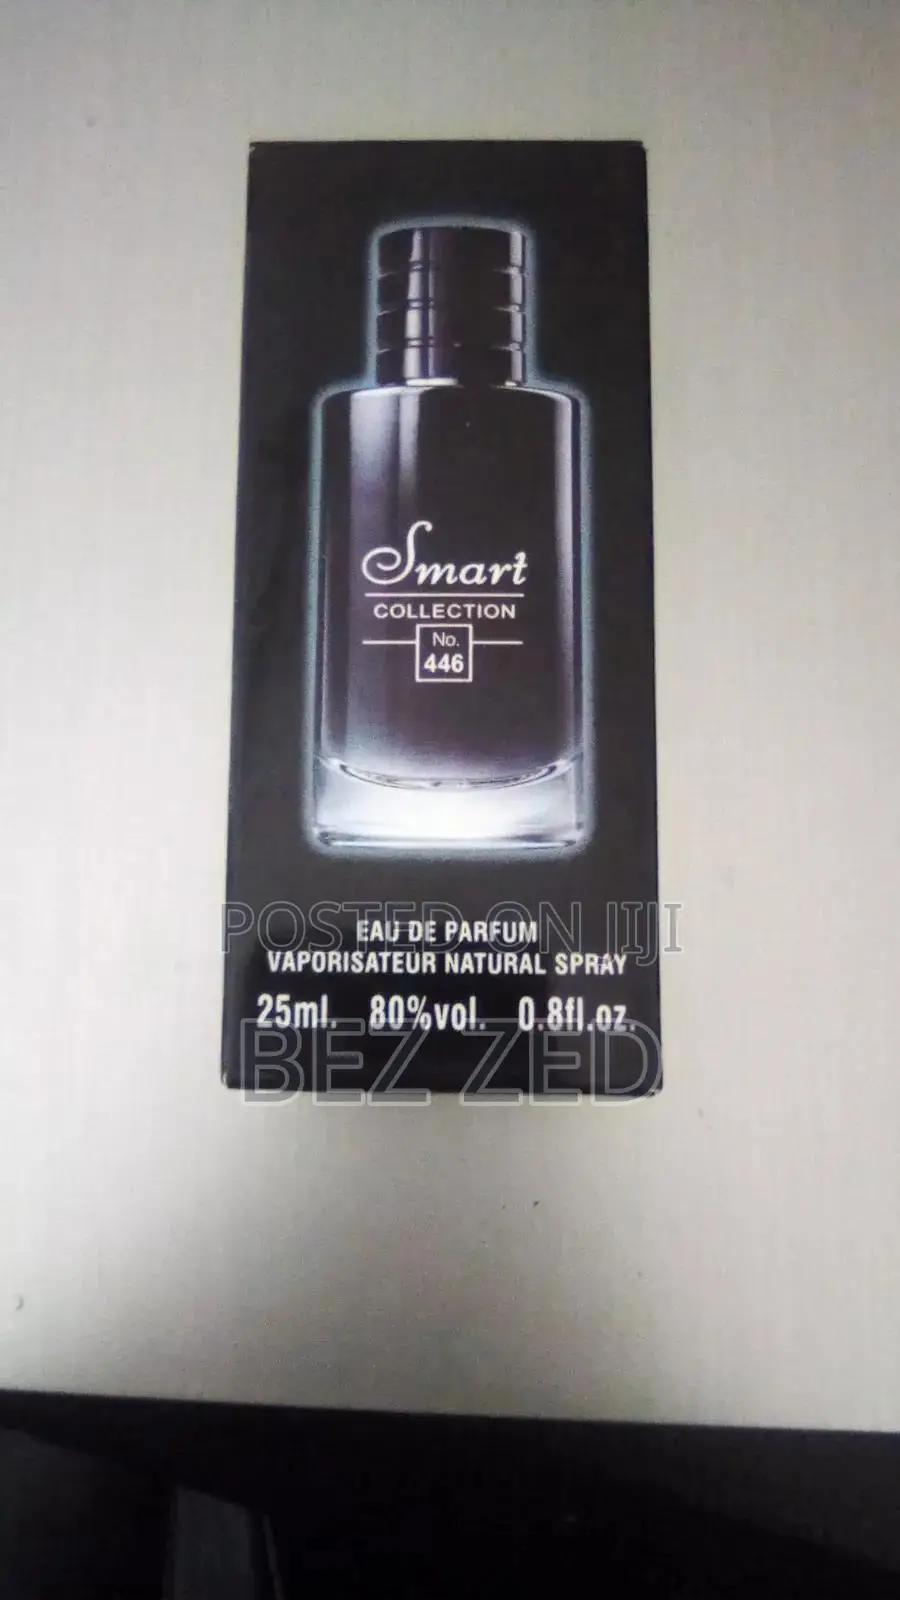 Smart
COLLECTION
No.
446
POSTED ON JIJI
EAU DE PARFUM
VAPORISATEUR NATURAL SPRAY
25ml. 80%vol. 0.8fl.oz.
BEZ ZED